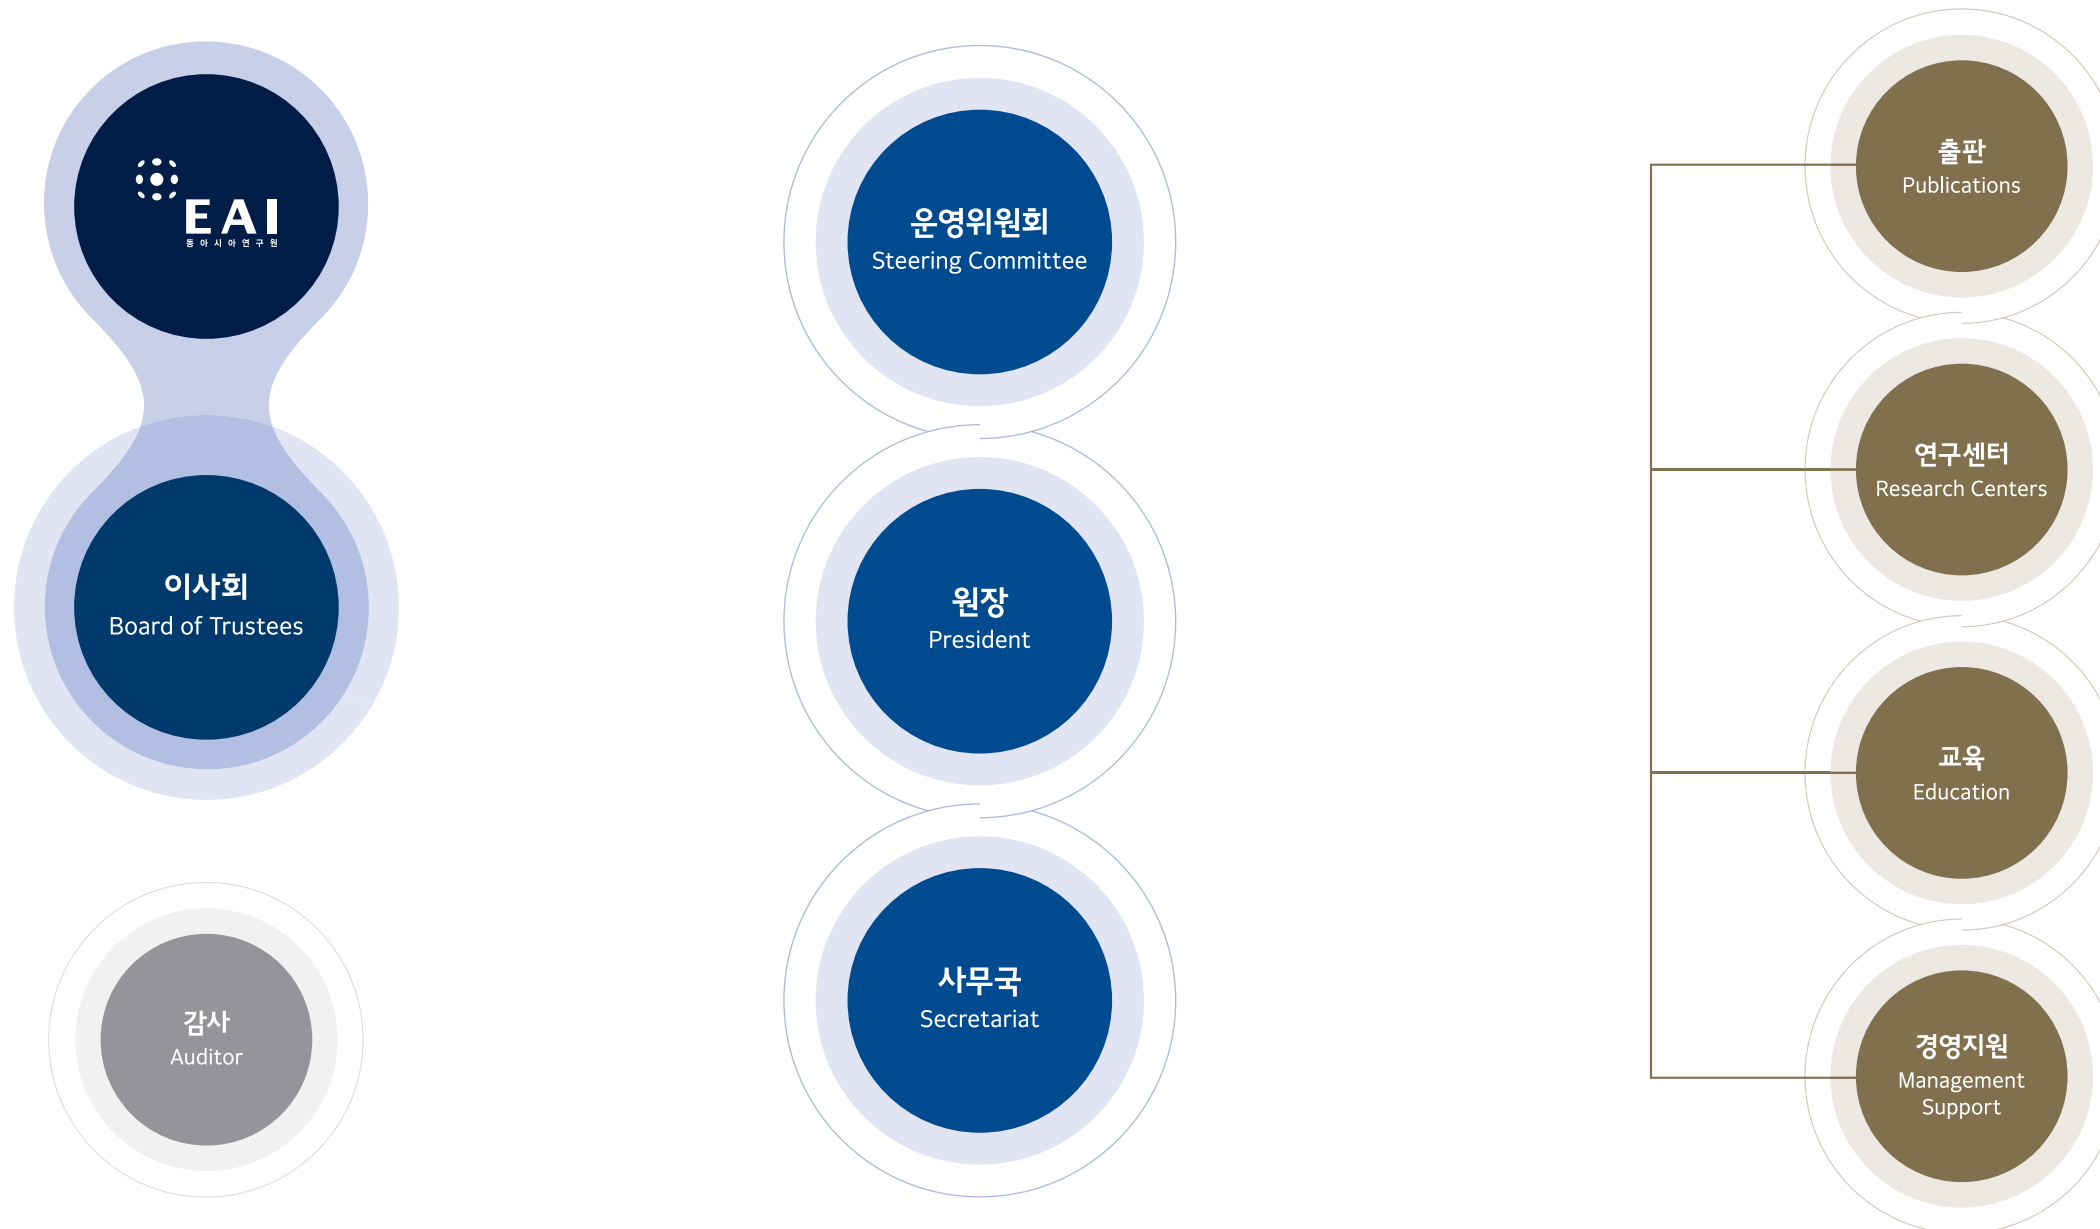 EAI
동아시아연구원
이사회
Board of Trustees
감사
Auditor
운영위원회
Steering Committee
원장
President
사무국
Secretariat
출판
Publications
연구센터
Research Centers
교육
Education
경영지원
Management
Support